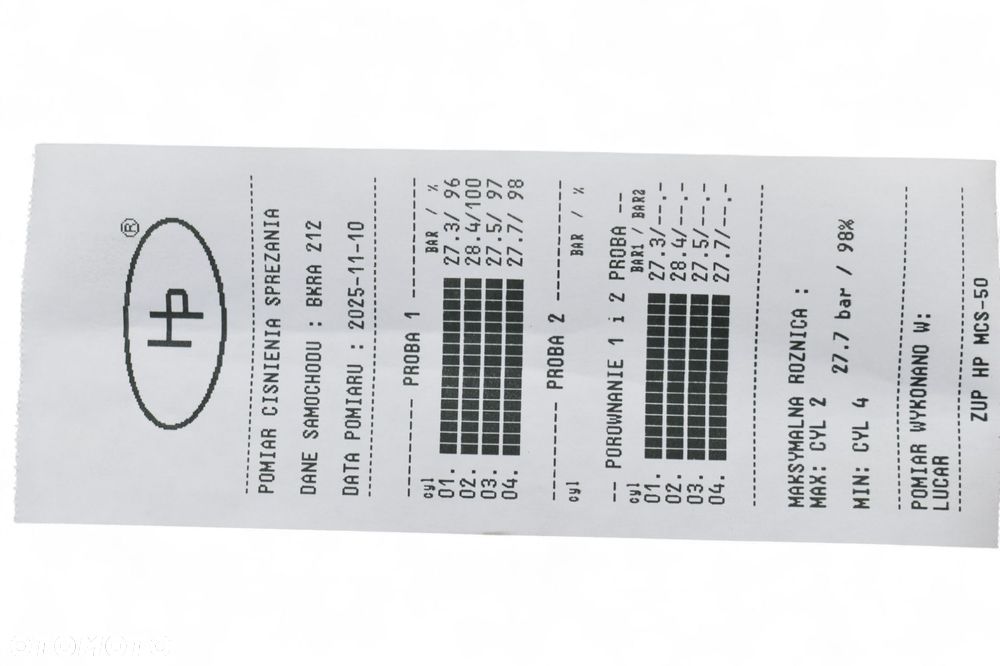 ®
HP
POMIAR CISNIENIA SPREZANIA
DANE SAMOCHODU : BKRA 21Z
DATA POMIARU : 2025-11-10
------ PROBA 1 ------
cyl BAR / %
01. 27.3/ 96
02. 28.4/100
03. 27.5/ 97
04. 27.7/ 98
------ PROBA 2 ------
cyl BAR / %
-- POROWNANIE 1 i 2 PROBA --
cyl BAR1 / BAR2
01. 27.3/--.-
02. 28.4/--.-
03. 27.5/--.-
04. 27.7/--.-
MAKSYMALNA ROZNICA :
MAX: CYL 2
27.7 bar / 98%
MIN: CYL 4
POMIAR WYKONANO W:
LUCAR
ZUP HP MCS-50
OTOMOTO